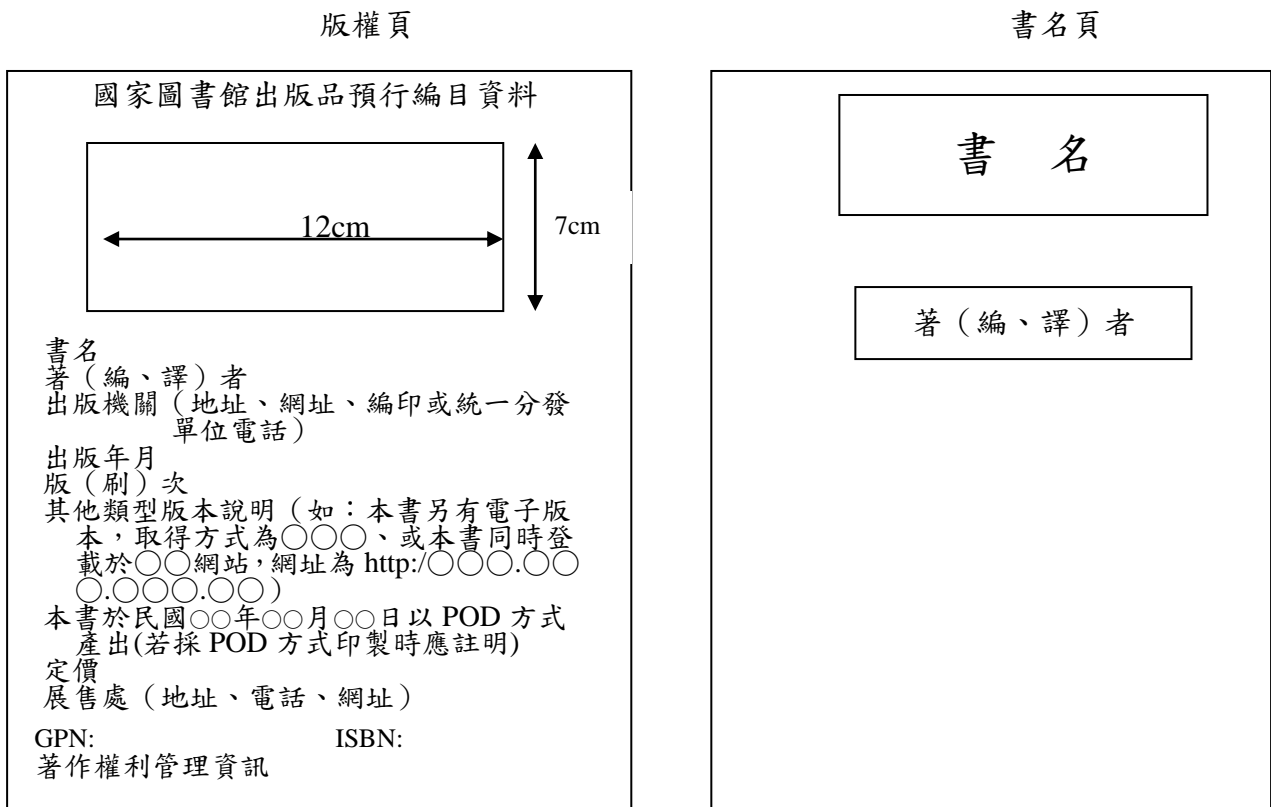 版權頁
國家圖書館出版品預行編目資料
12cm
7cm
書名
著（編、譯）者
出版機關（地址、網址、編印或統一分發
單位電話）
出版年月
版（刷）次
其他類型版本說明（如：本書另有電子版
本，取得方式為○○○、或本書同時登
載於○○網站，網址為 http:/○○○.○○
○.○○○.○○）
本書於民國○○年○○月○○日以 POD 方式
產出(若採 POD 方式印製時應註明)
定價
展售處（地址、電話、網址）
GPN: ISBN:
著作權利管理資訊
書名頁
書 名
著（編、譯）者